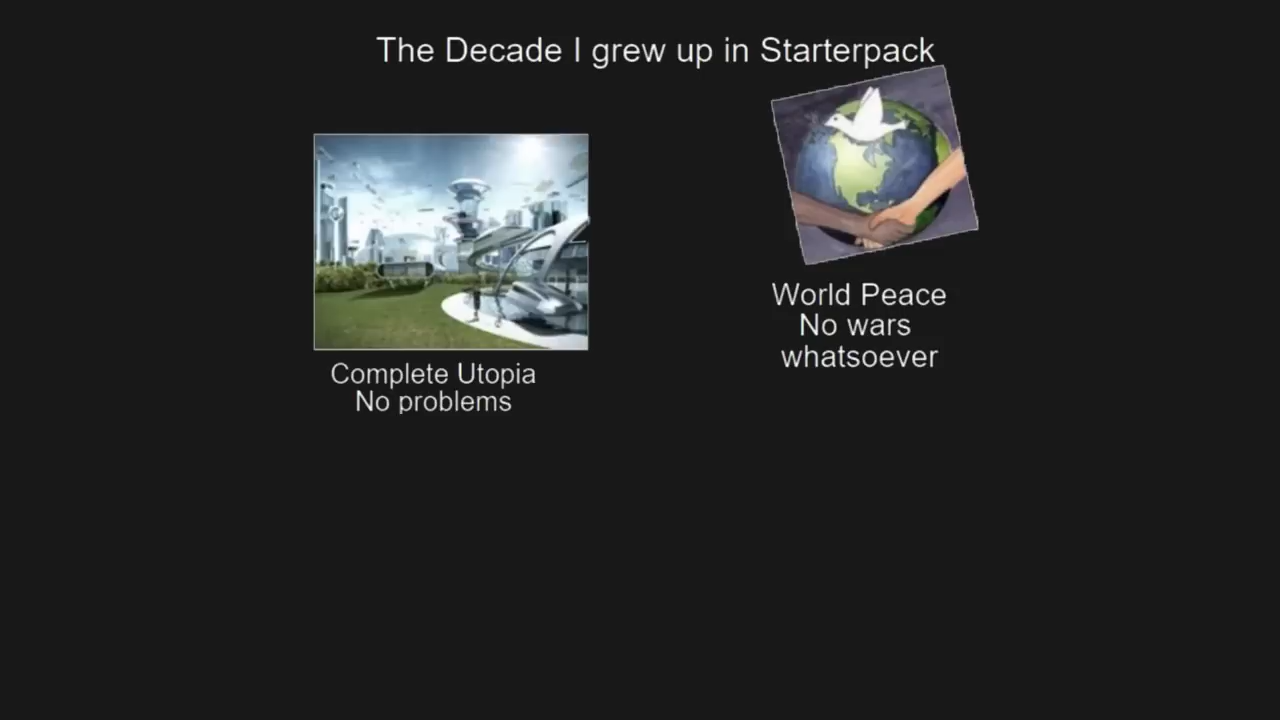 The Decade I grew up in Starterpack
Complete Utopia
No problems
World Peace
No wars
whatsoever